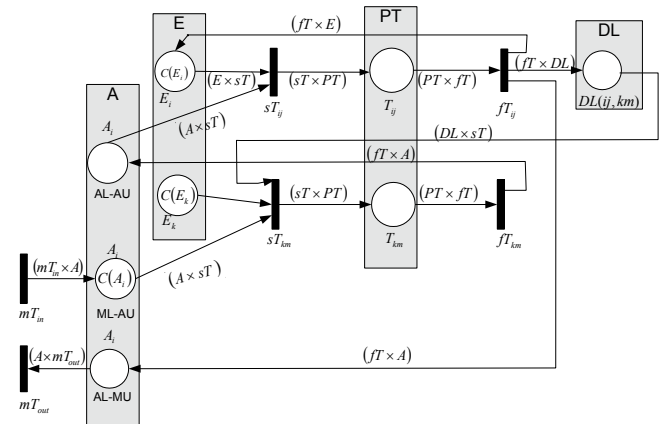 E
PT
DL
A
(fT × E)
C(E_i)
E_i
(E × sT)
sT_ij
(sT × PT)
T_ij
(PT × fT)
fT_ij
(fT × DL)
DL(ij, km)
A_i
(A × sT)
AL-AU
(DL × sT)
(fT × A)
C(E_k)
E_k
(sT × PT)
sT_km
T_km
(PT × fT)
fT_km
(mT_in × A)
mT_in
A_i
C(A_i)
ML-AU
(A × sT)
A_i
(A × mT_out)
mT_out
AL-MU
(fT × A)